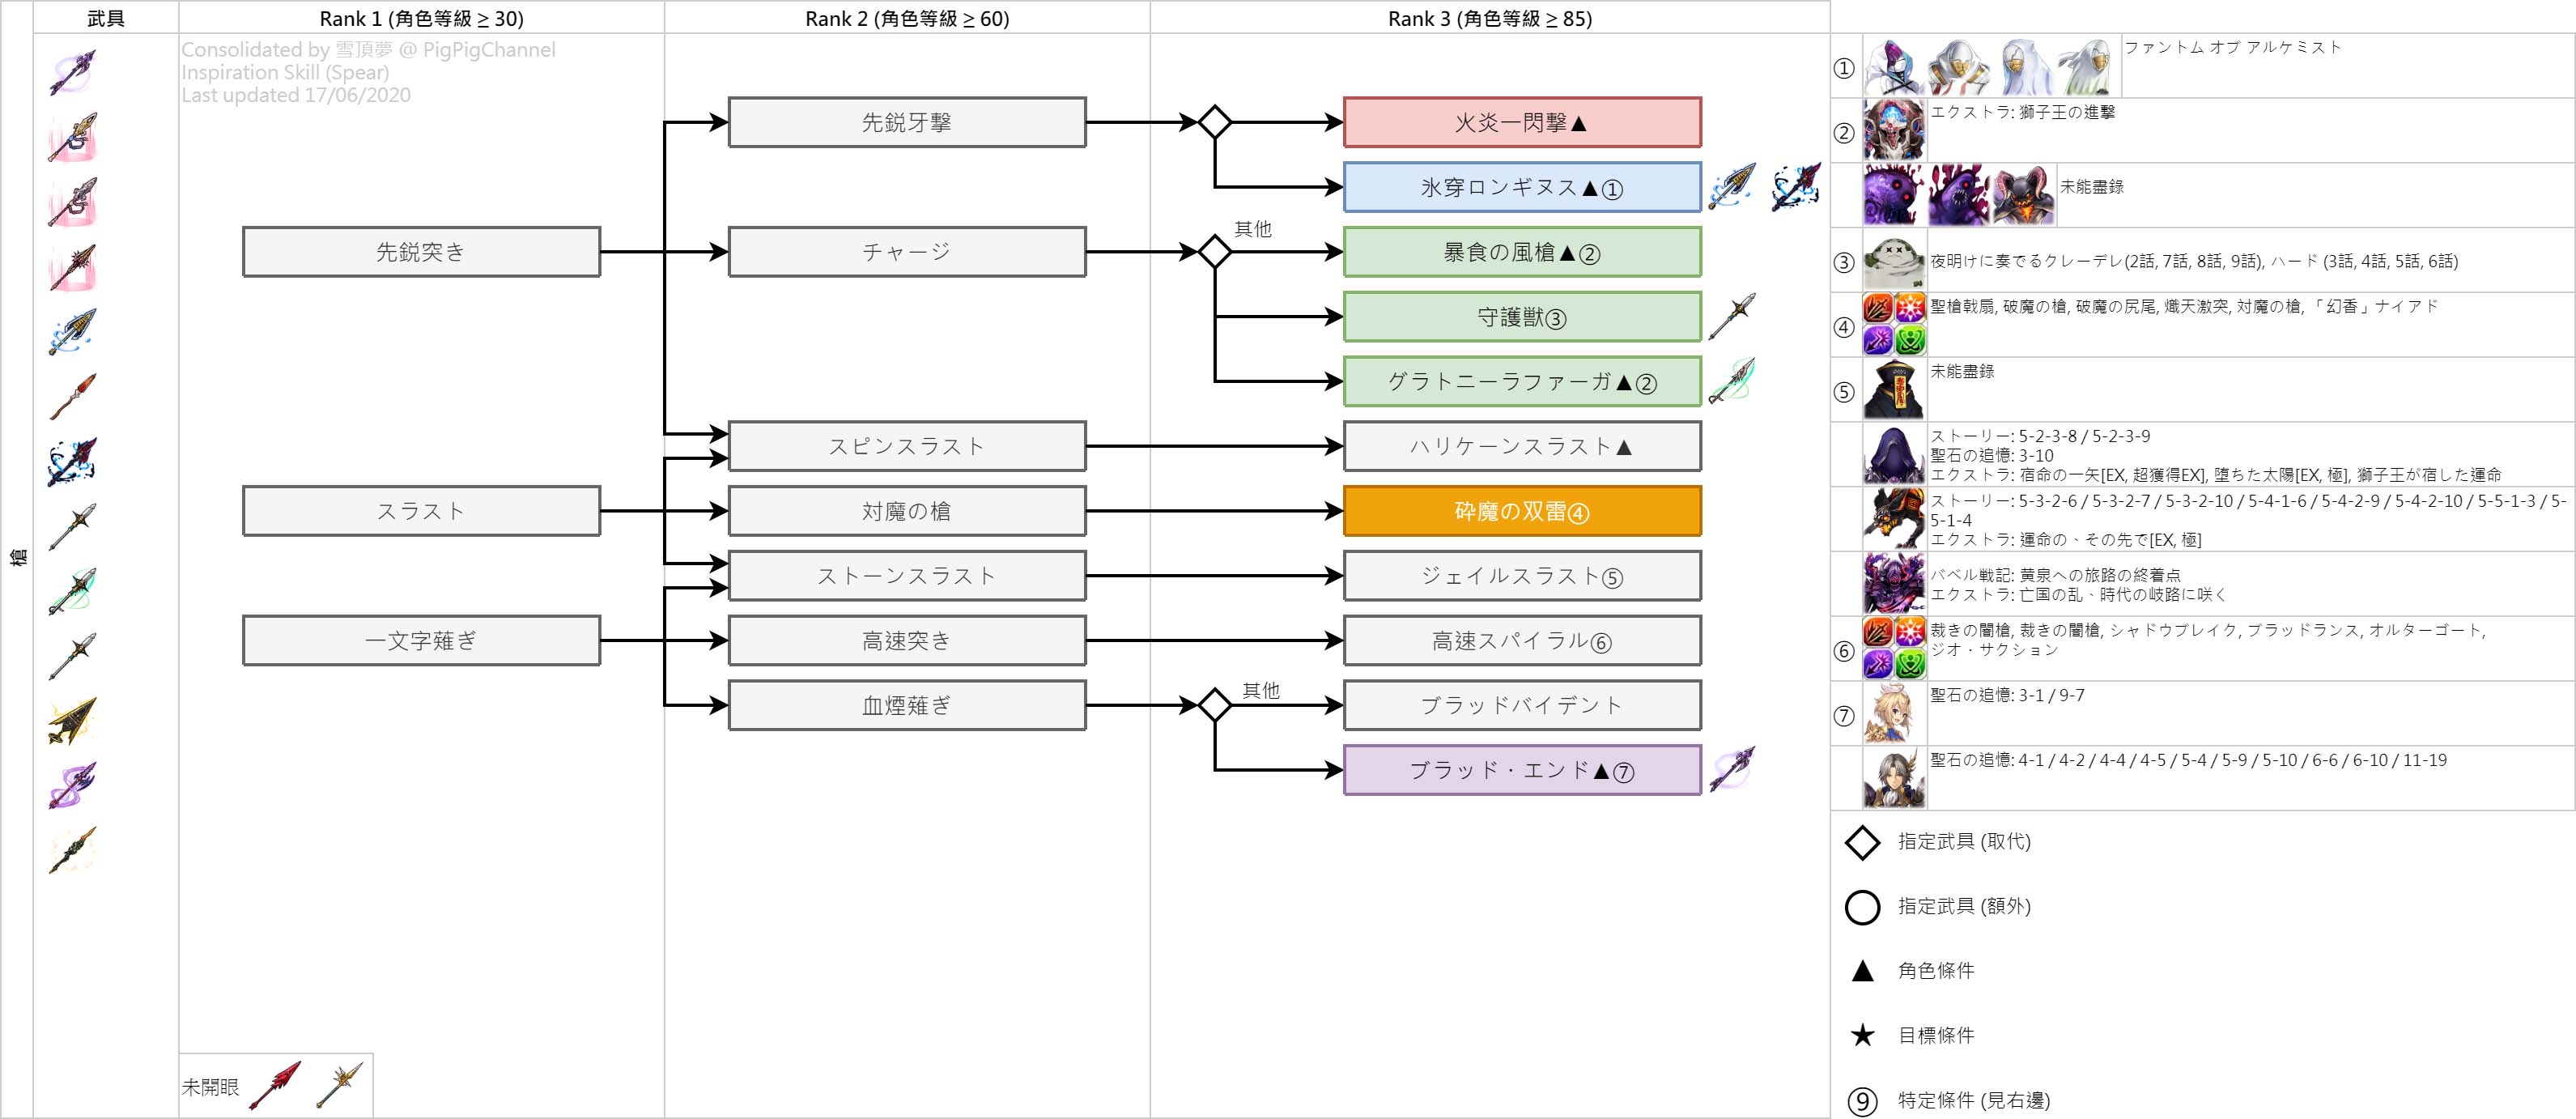 武具
Rank 1 (角色等級 ≥ 30)
Rank 2 (角色等級 ≥ 60)
Rank 3 (角色等級 ≥ 85)
Consolidated by 雪頂夢 @ PigPigChannel
Inspiration Skill (Spear)
Last updated 17/06/2020
槍
先鋭突き
スラスト
一文字薙ぎ
先鋭牙撃
チャージ
スピンスラスト
対魔の槍
ストーンスラスト
高速突き
血煙薙ぎ
火炎一閃撃▲
氷穿ロンギヌス▲①
其他
暴食の風槍▲②
守護獣③
グラトニーラファーガ▲②
ハリケーンスラスト▲
砕魔の双雷④
ジェイルスラスト⑤
高速スパイラル⑥
其他
ブラッドバイデント
ブラッド・エンド▲⑦
未開眼
①
ファントム オブ アルケミスト
②
エクストラ: 獅子王の進撃
未能盡錄
③
夜明けに奏でるクレーデレ(2話, 7話, 8話, 9話), ハード (3話, 4話, 5話, 6話)
④
聖槍戟扇, 破魔の槍, 破魔の尻尾, 熾天激突, 対魔の槍, 「幻香」ナイアド
⑤
未能盡錄
ストーリー: 5-2-3-8 / 5-2-3-9
聖石の追憶: 3-10
エクストラ: 宿命の一矢[EX, 超獲得EX], 堕ちた太陽[EX, 極], 獅子王が宿した運命
ストーリー: 5-3-2-6 / 5-3-2-7 / 5-3-2-10 / 5-4-1-6 / 5-4-2-9 / 5-4-2-10 / 5-5-1-3 / 5-
5-1-4
エクストラ: 運命の、その先で[EX, 極]
バベル戦記: 黄泉への旅路の終着点
エクストラ: 亡国の乱、時代の岐路に咲く
⑥
裁きの闇槍, 裁きの闇槍, シャドウブレイク, ブラッドランス, オルターゴート,
ジオ・サクション
⑦
聖石の追憶: 3-1 / 9-7
聖石の追憶: 4-1 / 4-2 / 4-4 / 4-5 / 5-4 / 5-9 / 5-10 / 6-6 / 6-10 / 11-19
指定武具 (取代)
指定武具 (額外)
▲ 角色條件
★ 目標條件
⑨ 特定條件 (見右邊)